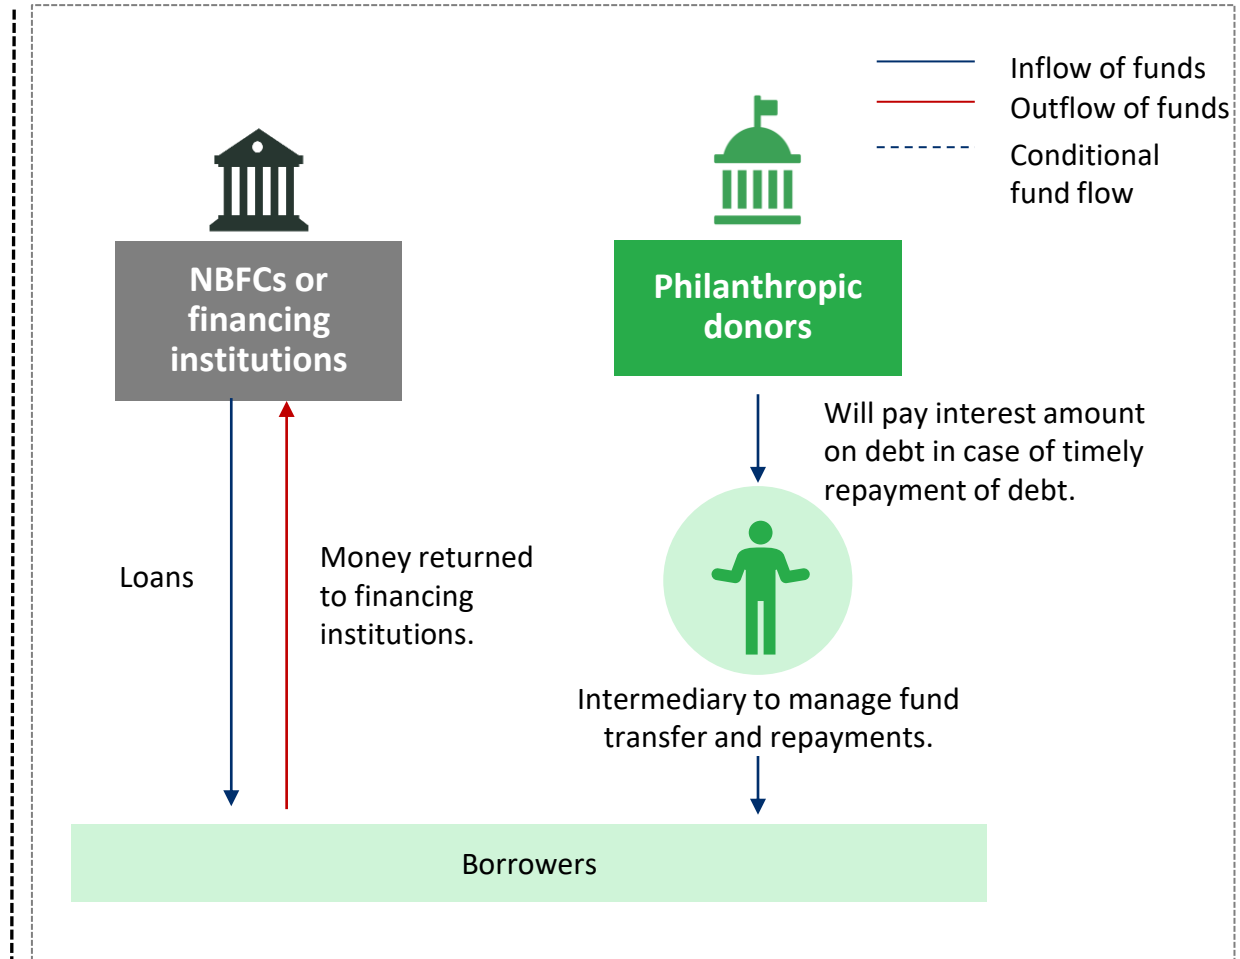 Inflow of funds
Outflow of funds
Conditional
fund flow
NBFCs or
financing
institutions
Philanthropic
donors
Will pay interest amount
on debt in case of timely
repayment of debt.
Loans
Money returned
to financing
institutions.
Intermediary to manage fund
transfer and repayments.
Borrowers